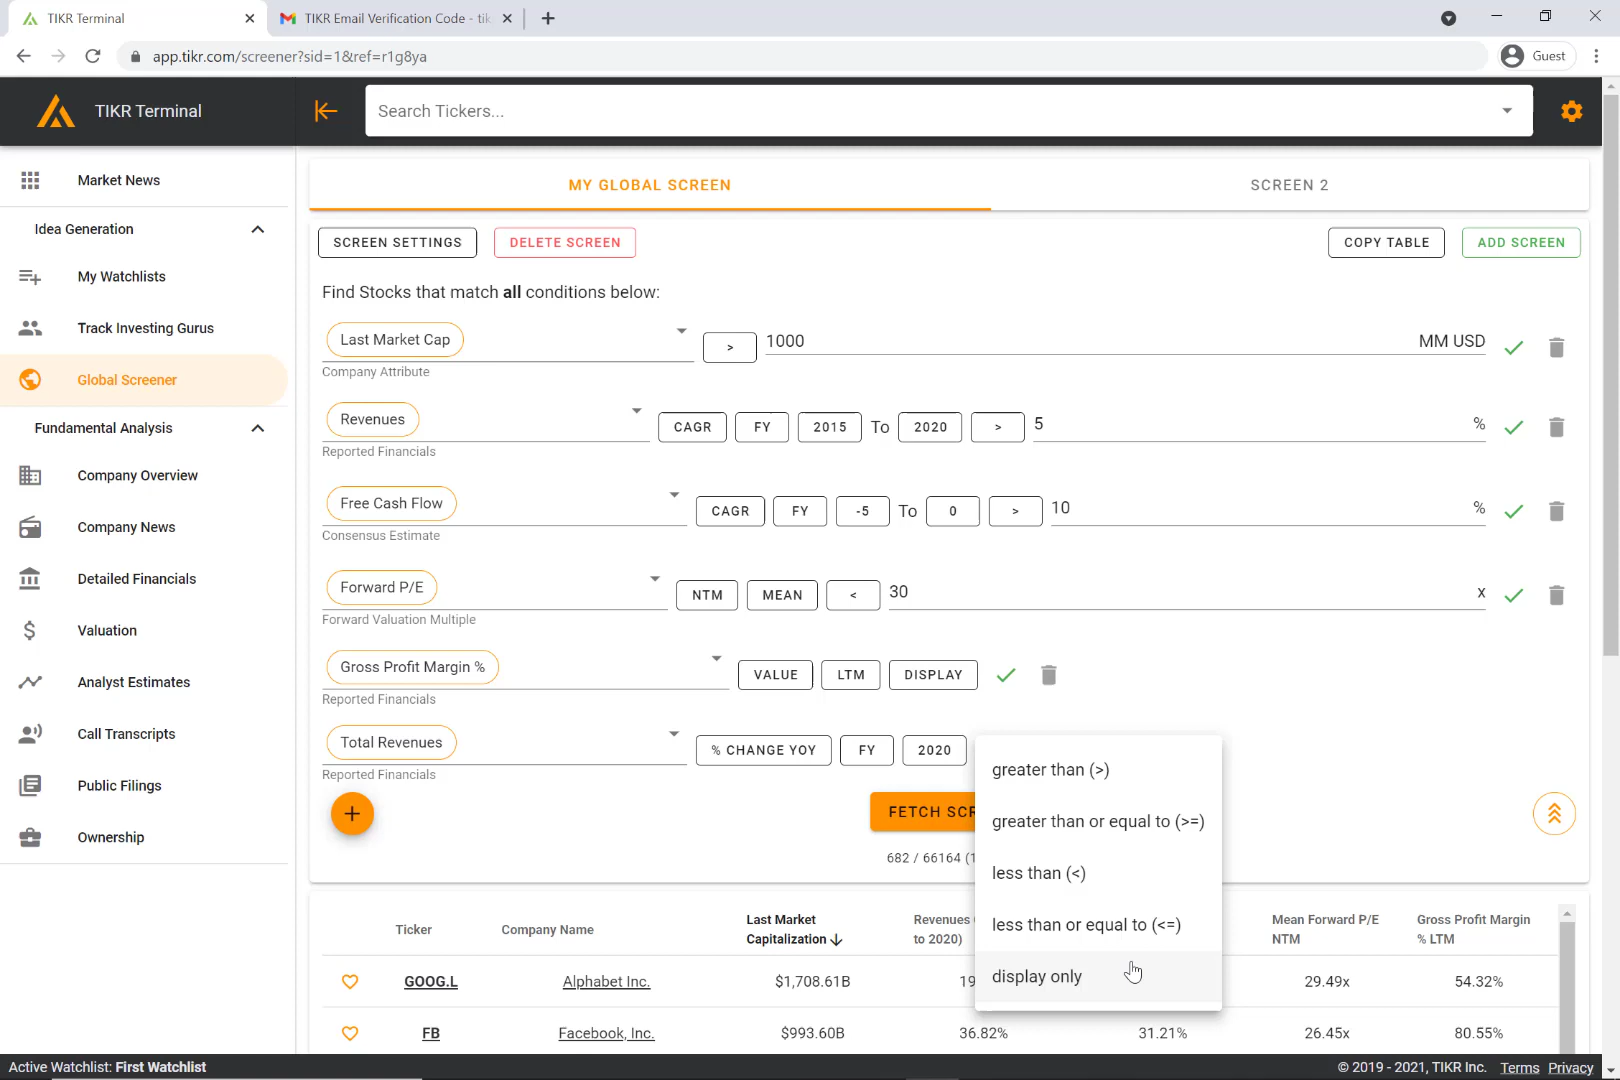 TIKR Terminal
TIKR Email Verification Code - tik
app.tikr.com/screener?sid=1&ref=r1g8ya
Guest
TIKR Terminal
Search Tickers...
Market News
Idea Generation
My Watchlists
Track Investing Gurus
Global Screener
Fundamental Analysis
Company Overview
Company News
Detailed Financials
Valuation
Analyst Estimates
Call Transcripts
Public Filings
Ownership
MY GLOBAL SCREEN
SCREEN 2
SCREEN SETTINGS
DELETE SCREEN
COPY TABLE
ADD SCREEN
Find Stocks that match all conditions below:
Last Market Cap > 1000 MM USD
Company Attribute
Revenues CAGR FY 2015 To 2020 > 5 %
Reported Financials
Free Cash Flow CAGR FY -5 To 0 > 10 %
Consensus Estimate
Forward P/E NTM MEAN < 30 x
Forward Valuation Multiple
Gross Profit Margin % VALUE LTM DISPLAY
Reported Financials
Total Revenues % CHANGE YOY FY 2020
Reported Financials
greater than (>)
greater than or equal to (>=)
less than (<)
less than or equal to (<=)
display only
+
FETCH SCR
682 / 66164 (1
Ticker
Company Name
Last Market Capitalization
Revenues
to 2020)
Mean Forward P/E NTM
Gross Profit Margin % LTM
GOOG.L Alphabet Inc. $1,708.61B 19 29.49x 54.32%
FB Facebook, Inc. $993.60B 36.82% 31.21% 26.45x 80.55%
Active Watchlist: First Watchlist
© 2019 - 2021, TIKR Inc. Terms Privacy